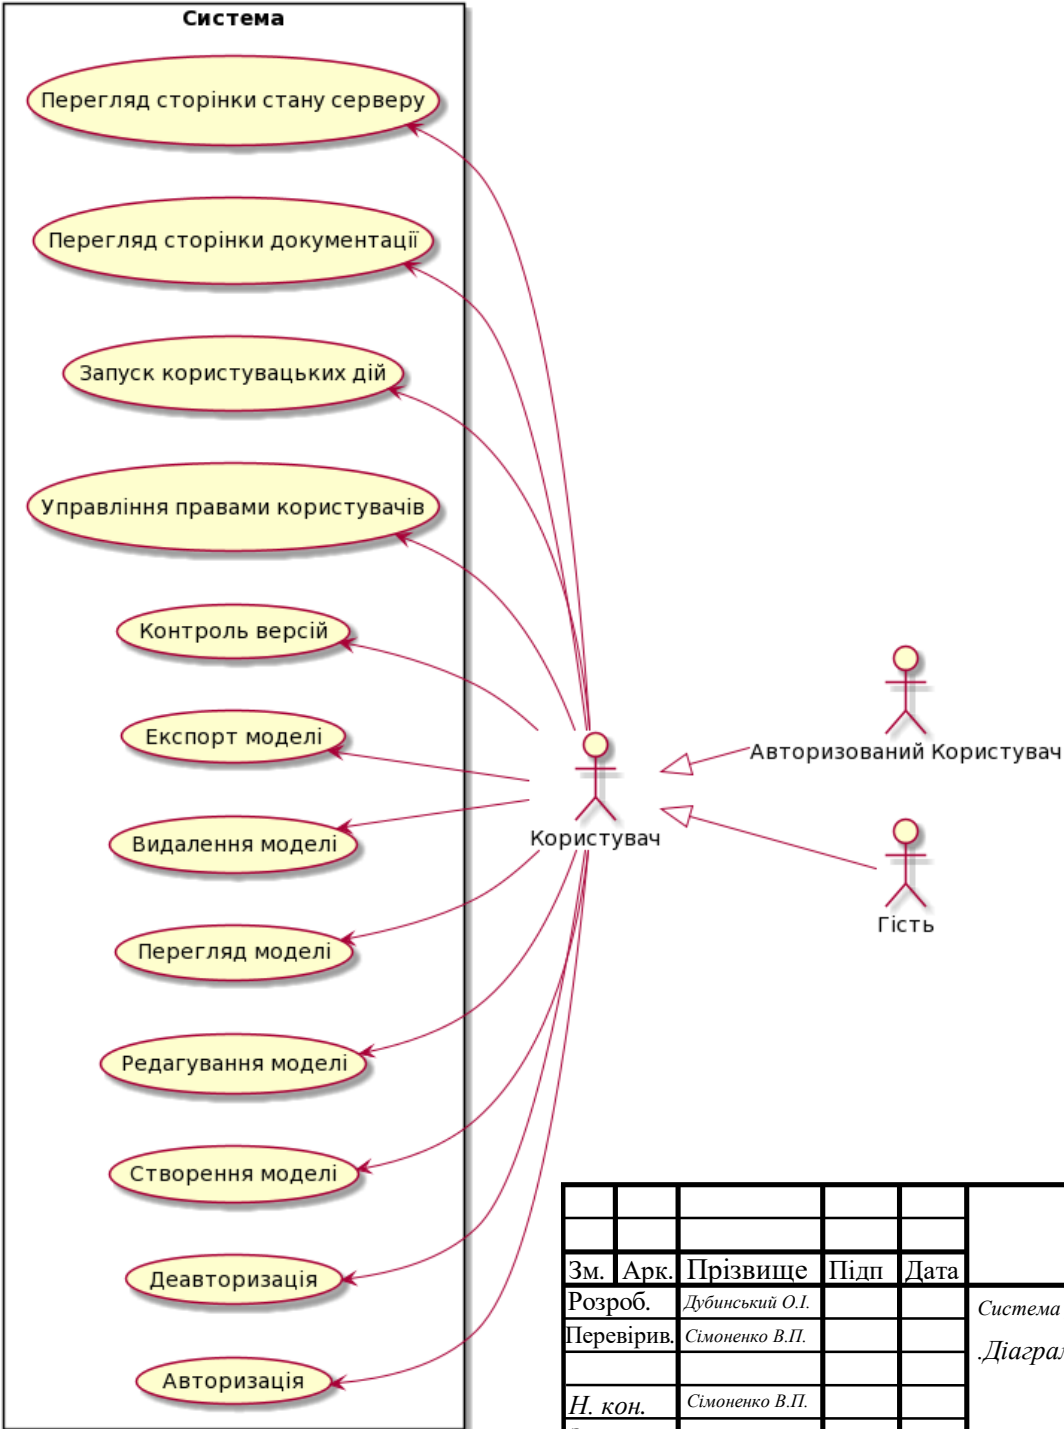 Система
Перегляд сторінки стану серверу
Перегляд сторінки документації
Запуск користувацьких дій
Управління правами користувачів
Контроль версій
Експорт моделі
Видалення моделі
Перегляд моделі
Редагування моделі
Створення моделі
Деавторизація
Авторизація
Користувач
Авторизований Користувач
Гість
Зм. Арк. Прізвище Підп Дата
Розроб. Дубинський О.І.
Перевірив. Сімоненко В.П.
Н. кон. Сімоненко В.П.
Система